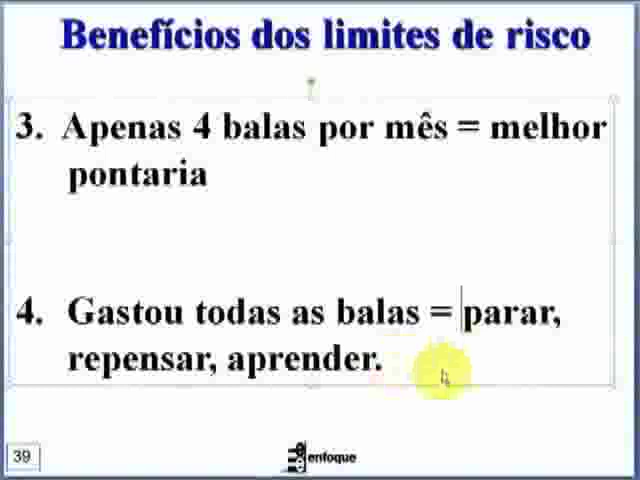 Benefícios dos limites de risco
3. Apenas 4 balas por mês = melhor
pontaria
4. Gastou todas as balas = parar,
repensar, aprender.
39
enfoque